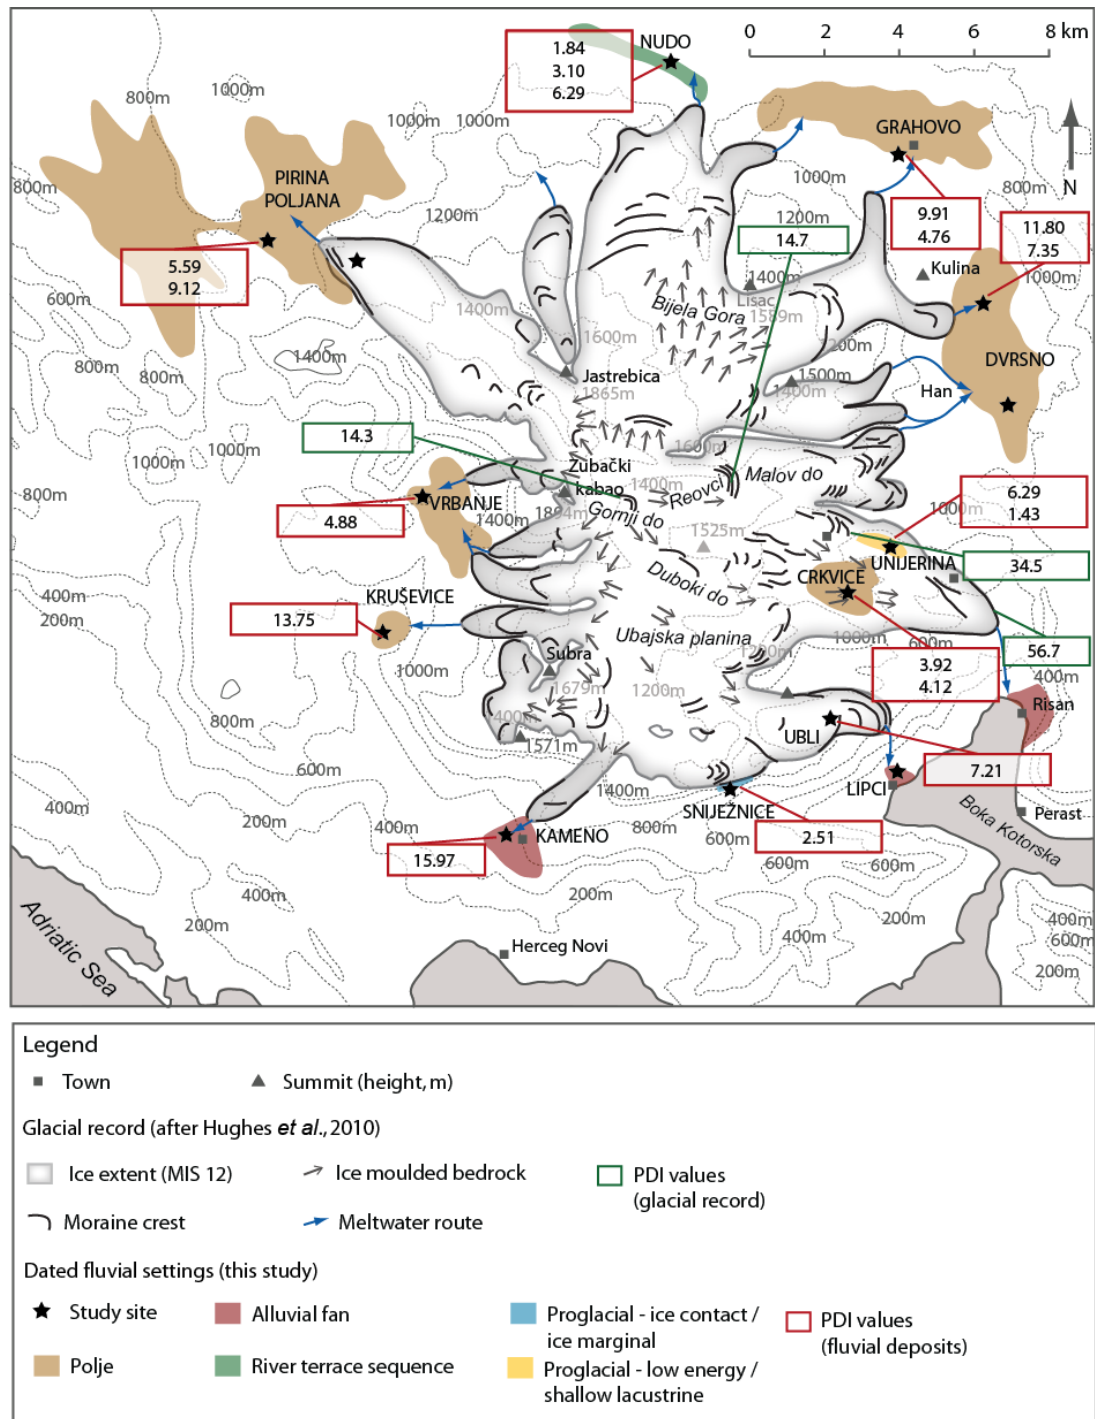 0 2 4 6 8 km
NUDO
1.84
3.10
6.29
1000m
800m
1000m
1000m
GRAHOVO
N
PIRINA
POLJANA
800m
1000m
800m
1200m
1200m
9.91
4.76
11.80
7.35
14.7
5.59
9.12
Kulina
1000m
1400m
Lisac
1589m
Bijela Gora
600m
1400m
1600m
1200m
DVRSNO
1400m
800m
800m
Jastrebica
1865m
1500m
1400m
Han
14.3
1000m
1000m
1600m
Zubački
kabao
1894m
1400m
Reovci
Malov do
800m
VRBANJE
4.88
1400m
Gornji do
1525m
6.29
1.43
1000m
UNIJERINA
34.5
400m
200m
KRUŠEVICE
Duboki do
CRKVICE
13.75
Ubajska planina
1000m
600m
56.7
1000m
Subra
1679m
1200m
1200m
3.92
4.12
400m
Risan
800m
400m
1571m
UBLI
7.21
600m
1400m
LIPCI
400m
200m
400m
SNIJEŽNICE
Boka Kotorska
Perast
15.97
KAMENO
800m
600m
2.51
600m
600m
400m
200m
200m
200m
400m
400m
600m
200m
Adriatic Sea
Herceg Novi
Legend
Town
Summit (height, m)
Glacial record (after Hughes et al., 2010)
Ice extent (MIS 12)
Ice moulded bedrock
PDI values
(glacial record)
Moraine crest
Meltwater route
Dated fluvial settings (this study)
Study site
Alluvial fan
Proglacial - ice contact /
ice marginal
PDI values
(fluvial deposits)
Polje
River terrace sequence
Proglacial - low energy /
shallow lacustrine